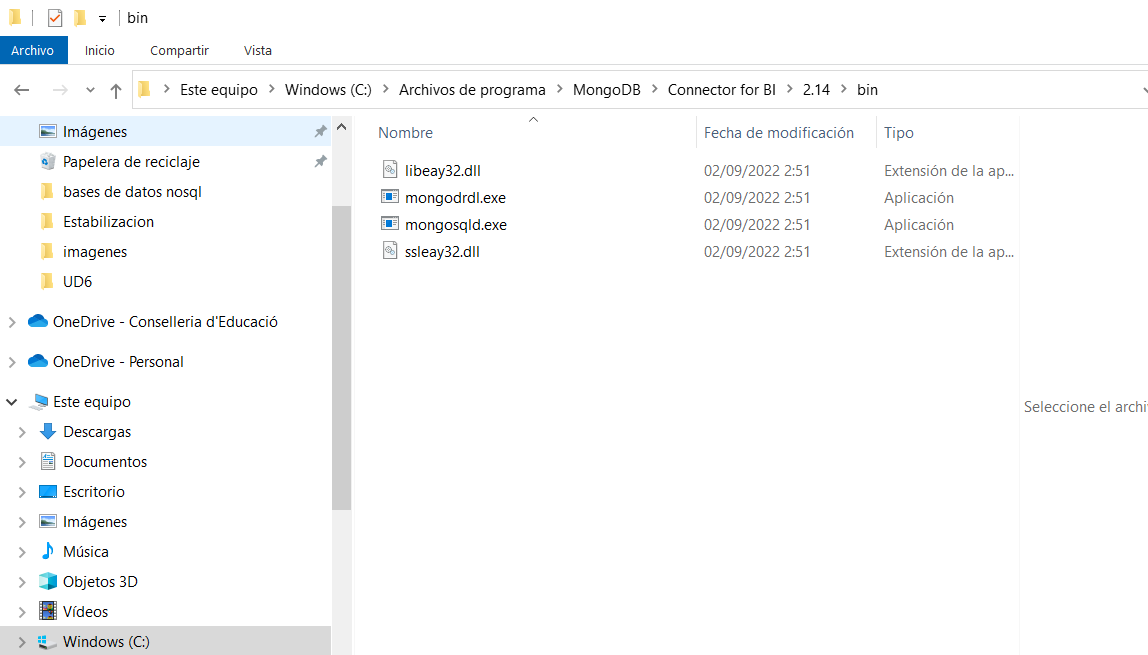 bin
Archivo Inicio Compartir Vista
Este equipo Windows (C:) Archivos de programa MongoDB Connector for BI 2.14 bin
Imágenes
Papelera de reciclaje
bases de datos nosql
Estabilizacion
imagenes
UD6
OneDrive - Conselleria d'Educació
OneDrive - Personal
Este equipo
Descargas
Documentos
Escritorio
Imágenes
Música
Objetos 3D
Vídeos
Windows (C:)
Nombre Fecha de modificación Tipo
libeay32.dll 02/09/2022 2:51 Extensión de la ap...
mongodrdl.exe 02/09/2022 2:51 Aplicación
mongosqld.exe 02/09/2022 2:51 Aplicación
ssleay32.dll 02/09/2022 2:51 Extensión de la ap...
Seleccione el archi